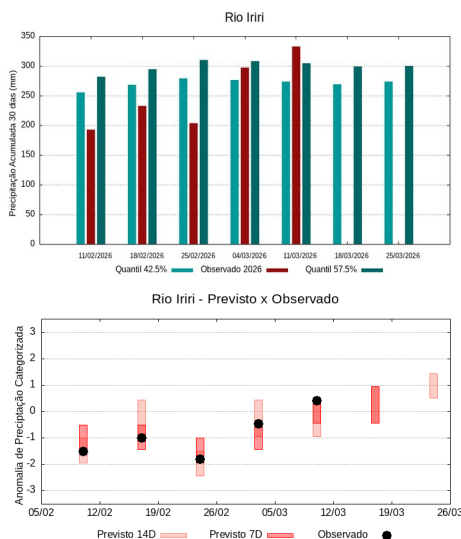 Rio Iriri
Precipitação Acumulada 30 dias (mm)
350
300
250
200
150
100
50
0
11/02/2026 18/02/2026 25/02/2026 04/03/2026 11/03/2026 18/03/2026 25/03/2026
Quantil 42.5% Observado 2026 Quantil 57.5%
Rio Iriri - Previsto x Observado
Anomalia de Preciptação Categorizada
3
2
1
0
-1
-2
-3
05/02 12/02 19/02 26/02 05/03 12/03 19/03 26/03
Previsto 14D Previsto 7D Observado